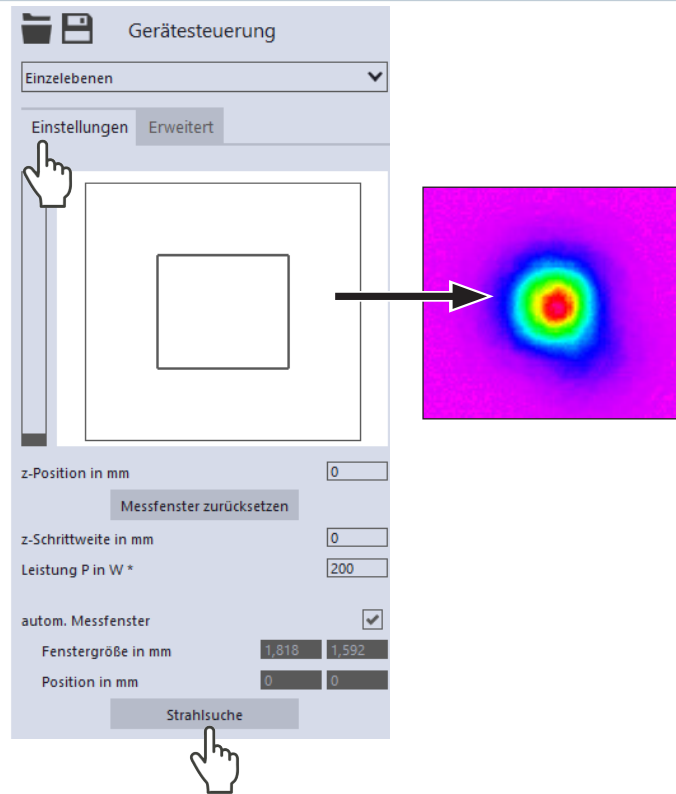 Gerätesteuerung
Einzelebenen
Einstellungen Erweitert
z-Position in mm 0
Messfenster zurücksetzen
z-Schrittweite in mm 0
Leistung P in W * 200
autom. Messfenster
Fenstergröße in mm 1,818 1,592
Position in mm 0 0
Strahlsuche